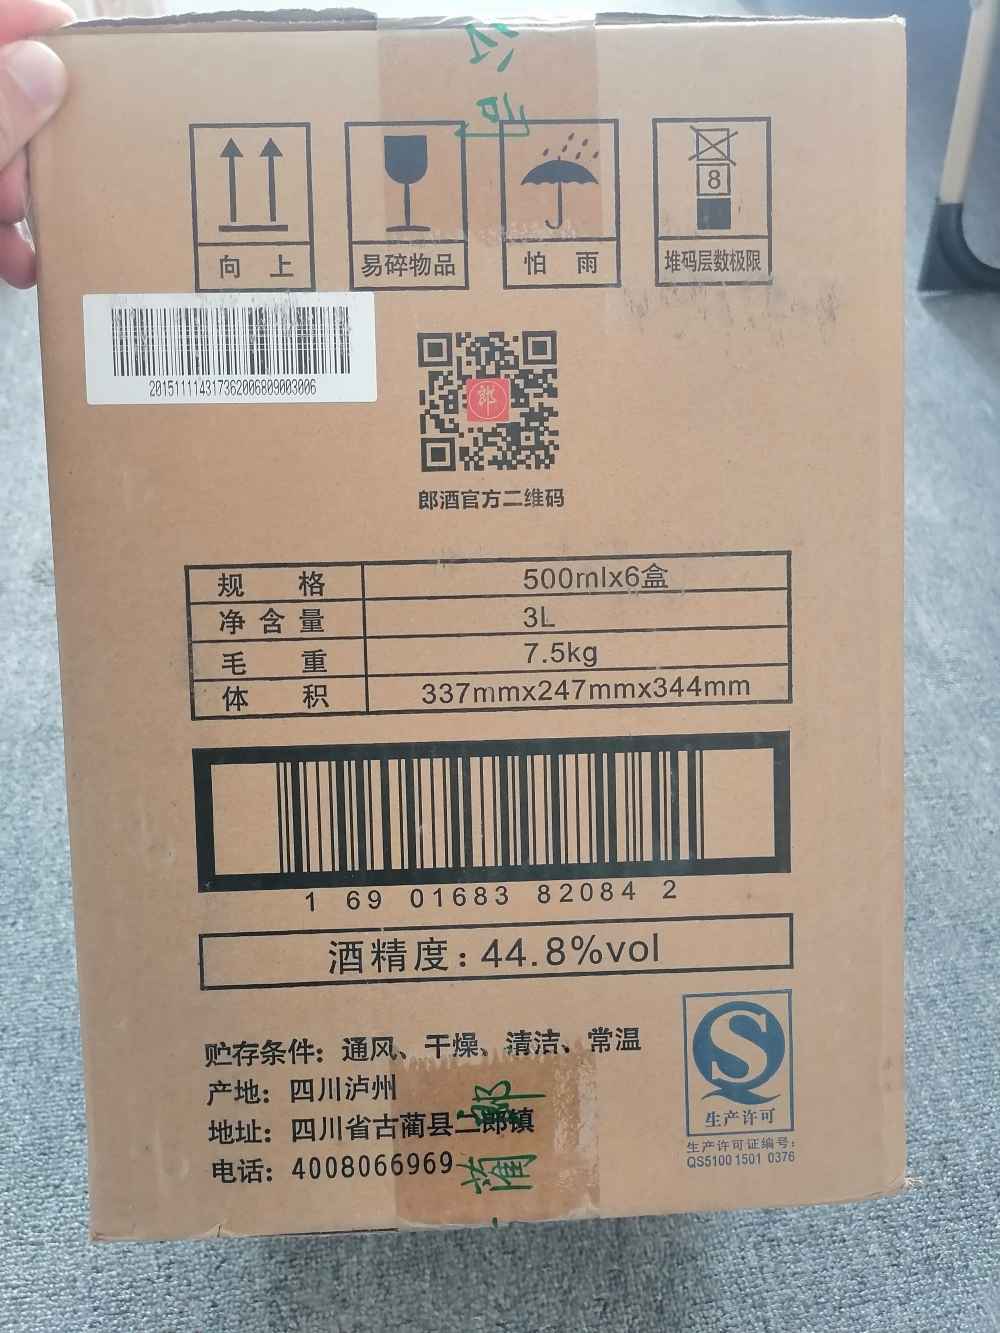 公
司
8
向 上
易碎物品
怕 雨
堆码层数极限
201511114317362006809003006
郎
郎酒官方二维码
规 格 500mlx6盒
净含量 3L
毛 重 7.5kg
体 积 337mmx247mmx344mm
1 69 01683 82084 2
酒精度：44.8%vol
贮存条件：通风、干燥、清洁、常温
产地：四川泸州
地址：四川省古蔺县二郎镇
电话：4008066969
郎
蔺
生产许可
生产许可证编号：
QS5100 1501 0376